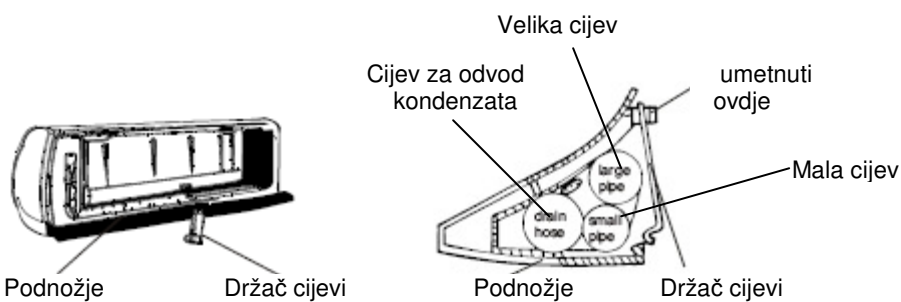 Velika cijev
Cijev za odvod
kondenzata
umetnuti
ovdje
large
pipe
Mala cijev
drain
hose
small
pipe
Podnožje
Držač cijevi
Podnožje
Držač cijevi